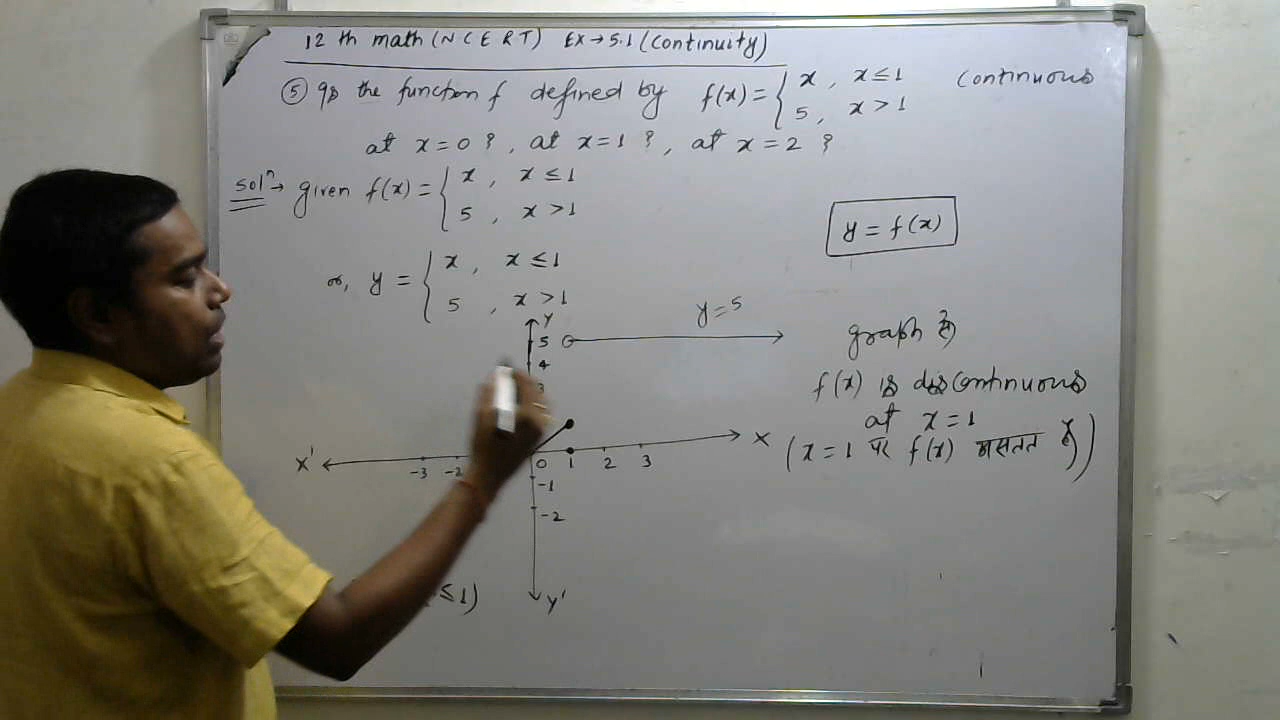 12 th math (NCERT) Ex→5.1 (Continuity)
⑤ Is the function f defined by f(x) = { x, x≤1 continuous
5, x>1
at x=0 ?, at x=1 ?, at x=2 ?
Solⁿ→ given f(x) = { x, x≤1
5, x>1
y = f(x)
or, y = { x, x≤1
5, x>1
Y
y=5
5
4
3
graph से
f(x) is discontinuous
at x=1
(x=1 पर f(x) असतत है)
X' -3 -2 0 1 2 3 X
-1
-2
≤1)
Y'